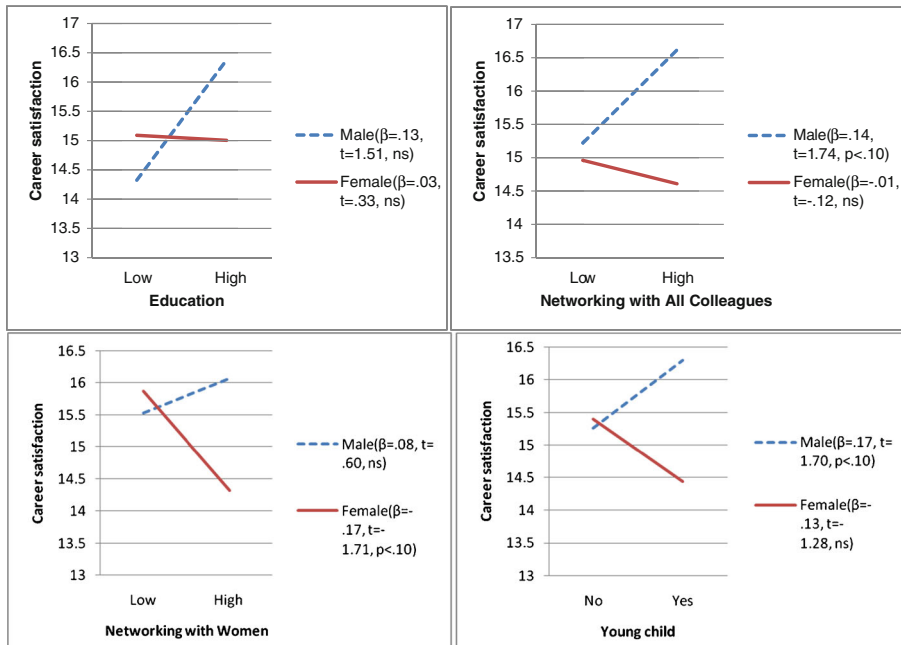 17
16.5
16
15.5
15
14.5
14
13.5
13
Career satisfaction
Low High
Education
Male(β=.13,
t=1.51, ns)
Female(β=.03,
t=.33, ns)
17
16.5
16
15.5
15
14.5
14
13.5
Career satisfaction
Low High
Networking with All Colleagues
Male(β=.14,
t=1.74, p<.10)
Female(β=-.01,
t=-.12, ns)
16.5
16
15.5
15
14.5
14
13.5
13
Career satisfaction
Low High
Networking with Women
Male(β=.08, t=
.60, ns)
Female(β=-
.17, t=-
1.71, p<.10)
16.5
16
15.5
15
14.5
14
13.5
13
Career satisfaction
No Yes
Young child
Male(β=.17, t=
1.70, p<.10)
Female(β=-
.13, t=-
1.28, ns)